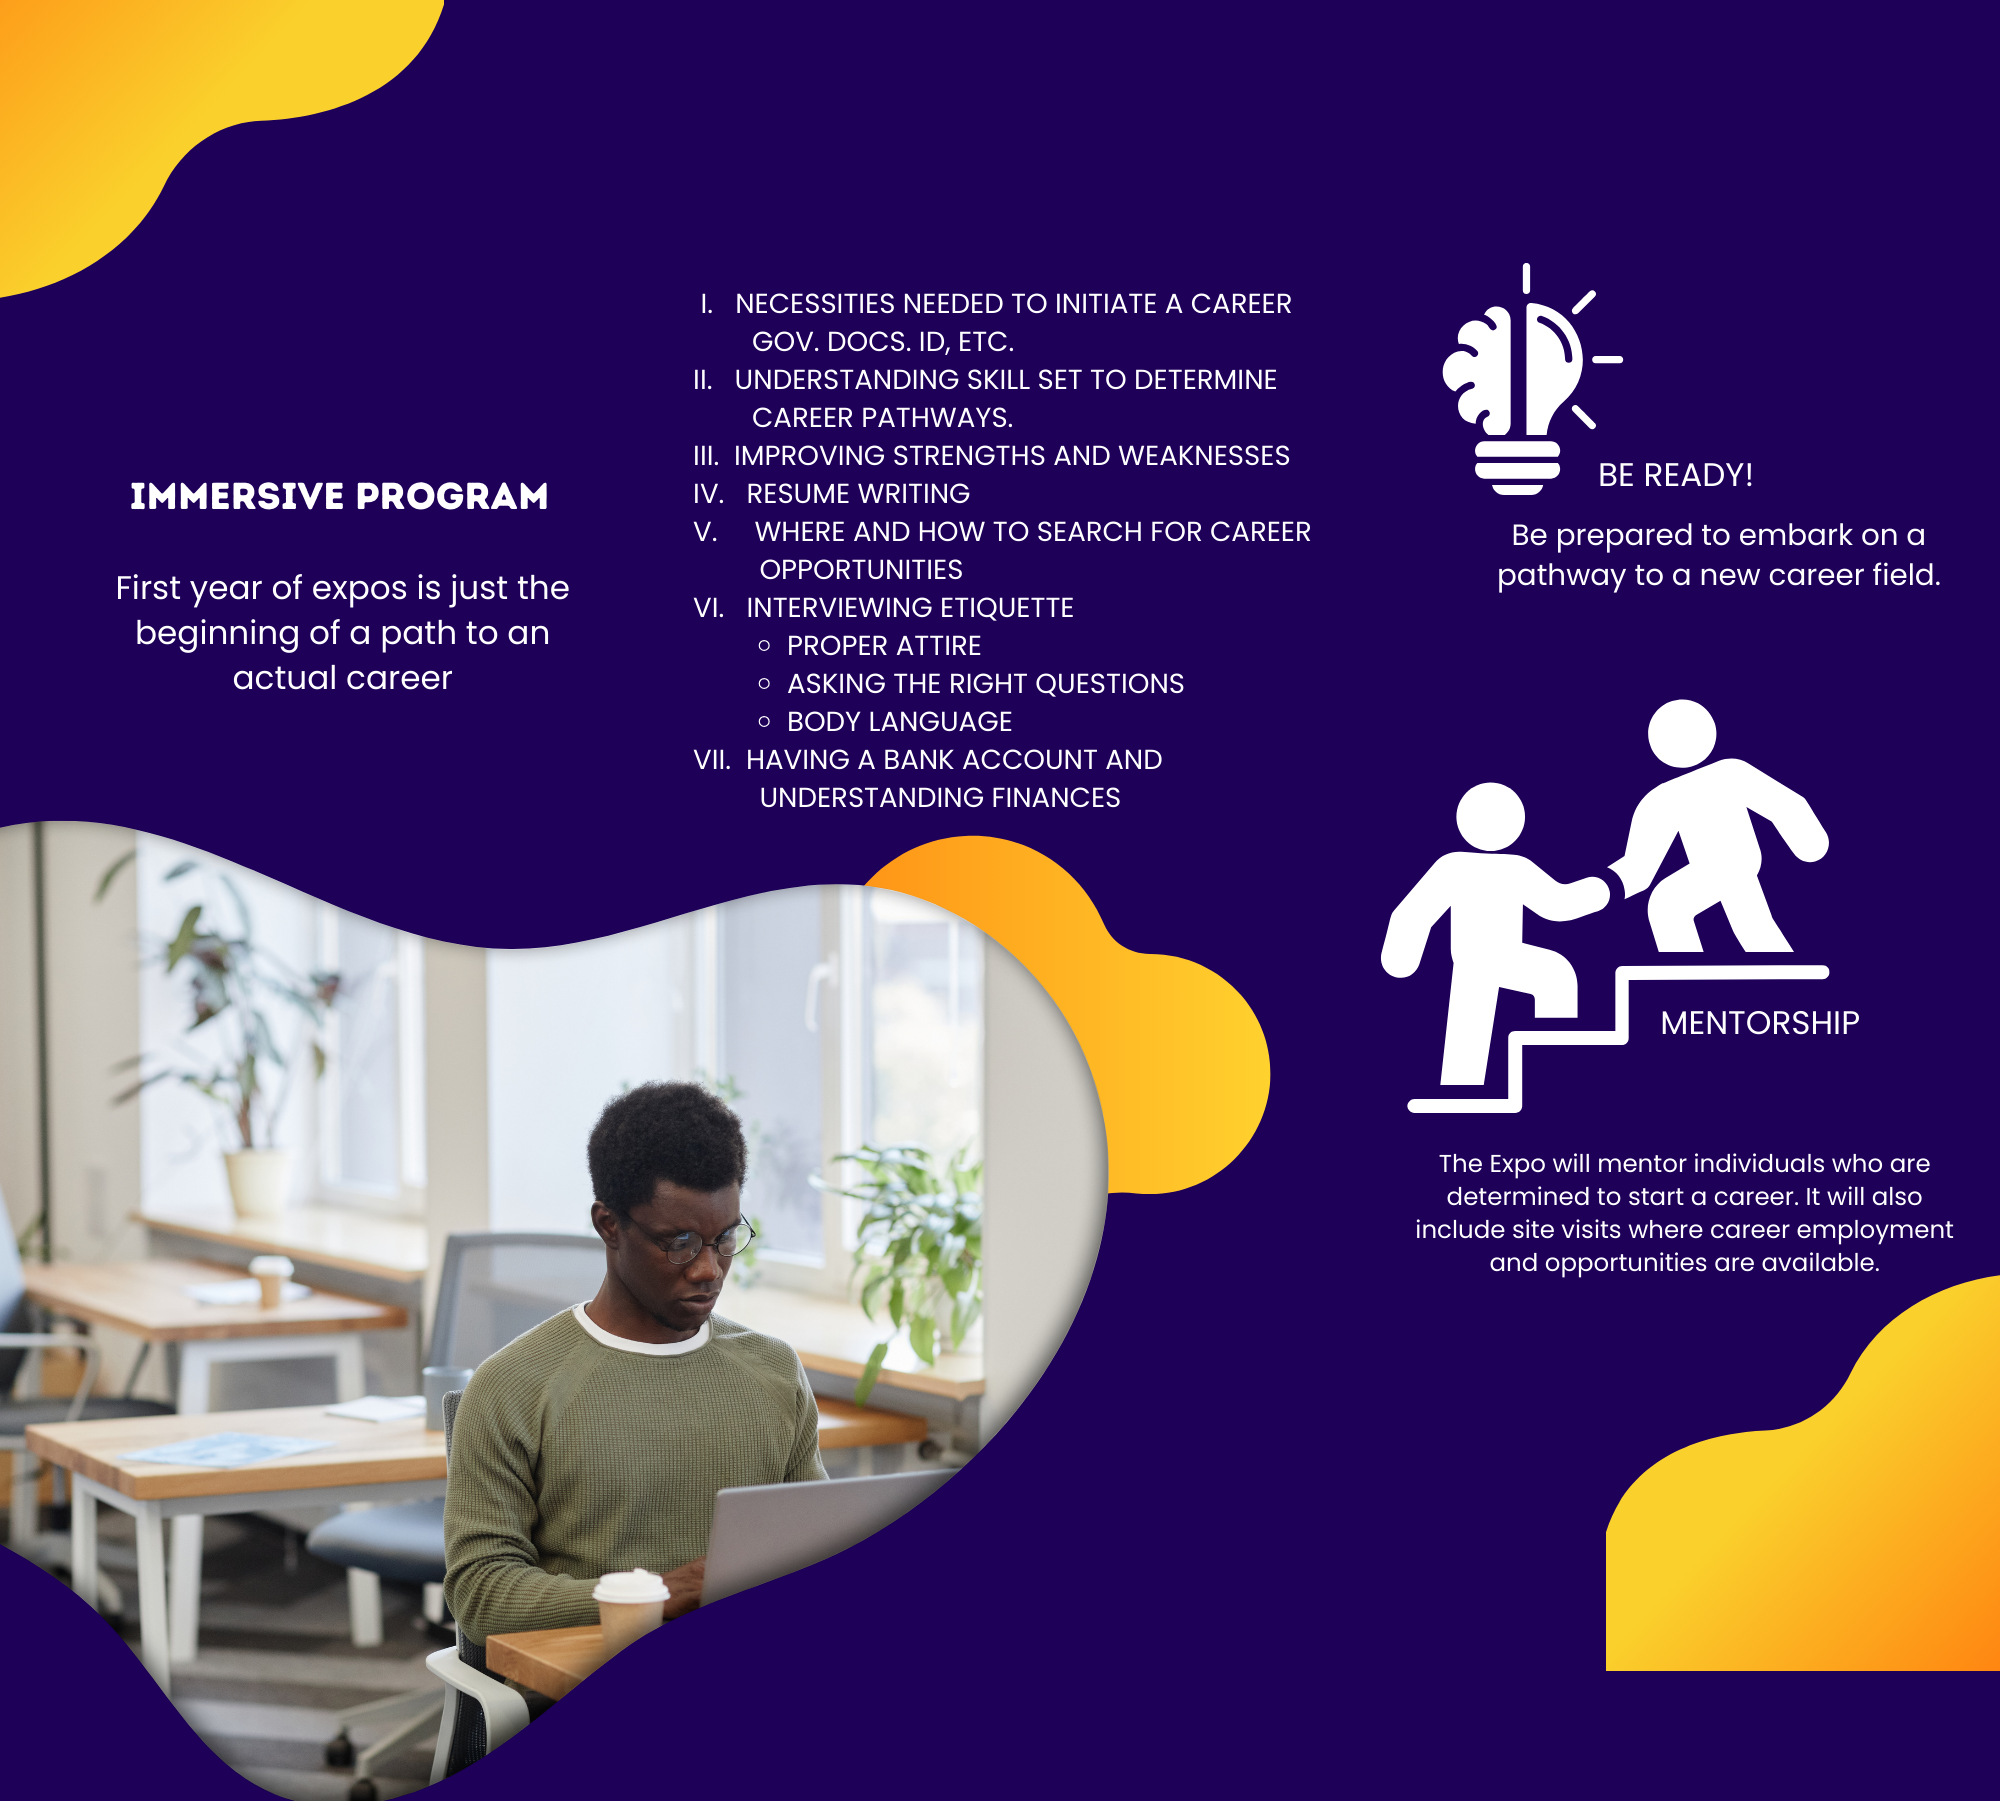 IMMERSIVE PROGRAM
First year of expos is just the
beginning of a path to an
actual career
I. NECESSITIES NEEDED TO INITIATE A CAREER
GOV. DOCS. ID, ETC.
II. UNDERSTANDING SKILL SET TO DETERMINE
CAREER PATHWAYS.
III. IMPROVING STRENGTHS AND WEAKNESSES
IV. RESUME WRITING
V. WHERE AND HOW TO SEARCH FOR CAREER
OPPORTUNITIES
VI. INTERVIEWING ETIQUETTE
○ PROPER ATTIRE
○ ASKING THE RIGHT QUESTIONS
○ BODY LANGUAGE
VII. HAVING A BANK ACCOUNT AND
UNDERSTANDING FINANCES
BE READY!
Be prepared to embark on a
pathway to a new career field.
MENTORSHIP
The Expo will mentor individuals who are
determined to start a career. It will also
include site visits where career employment
and opportunities are available.